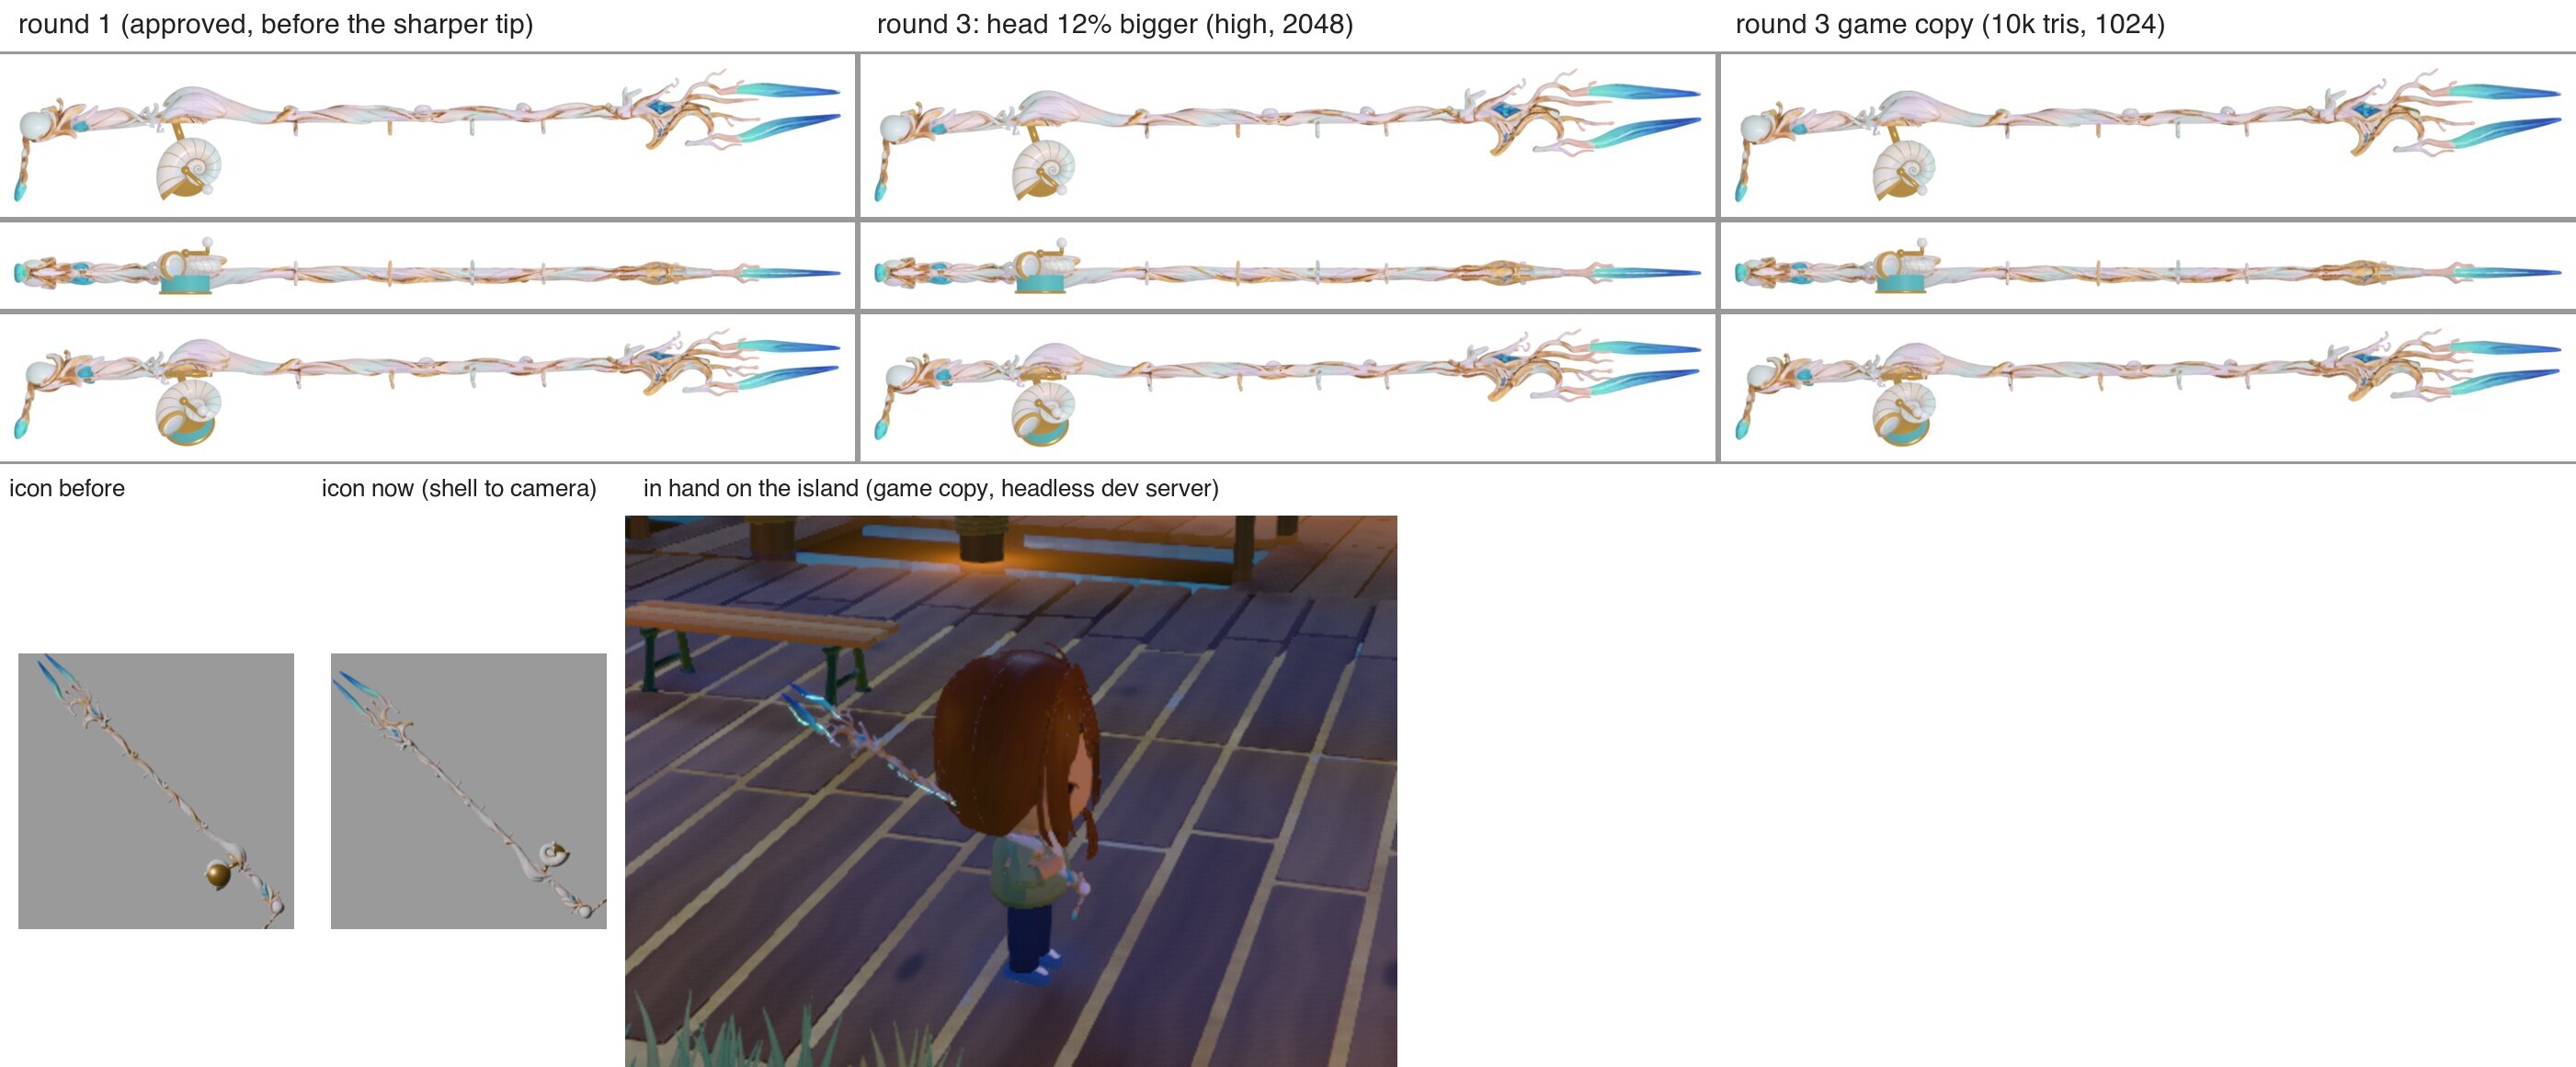 round 1 (approved, before the sharper tip)
round 3: head 12% bigger (high, 2048)
round 3 game copy (10k tris, 1024)
icon before
icon now (shell to camera)
in hand on the island (game copy, headless dev server)